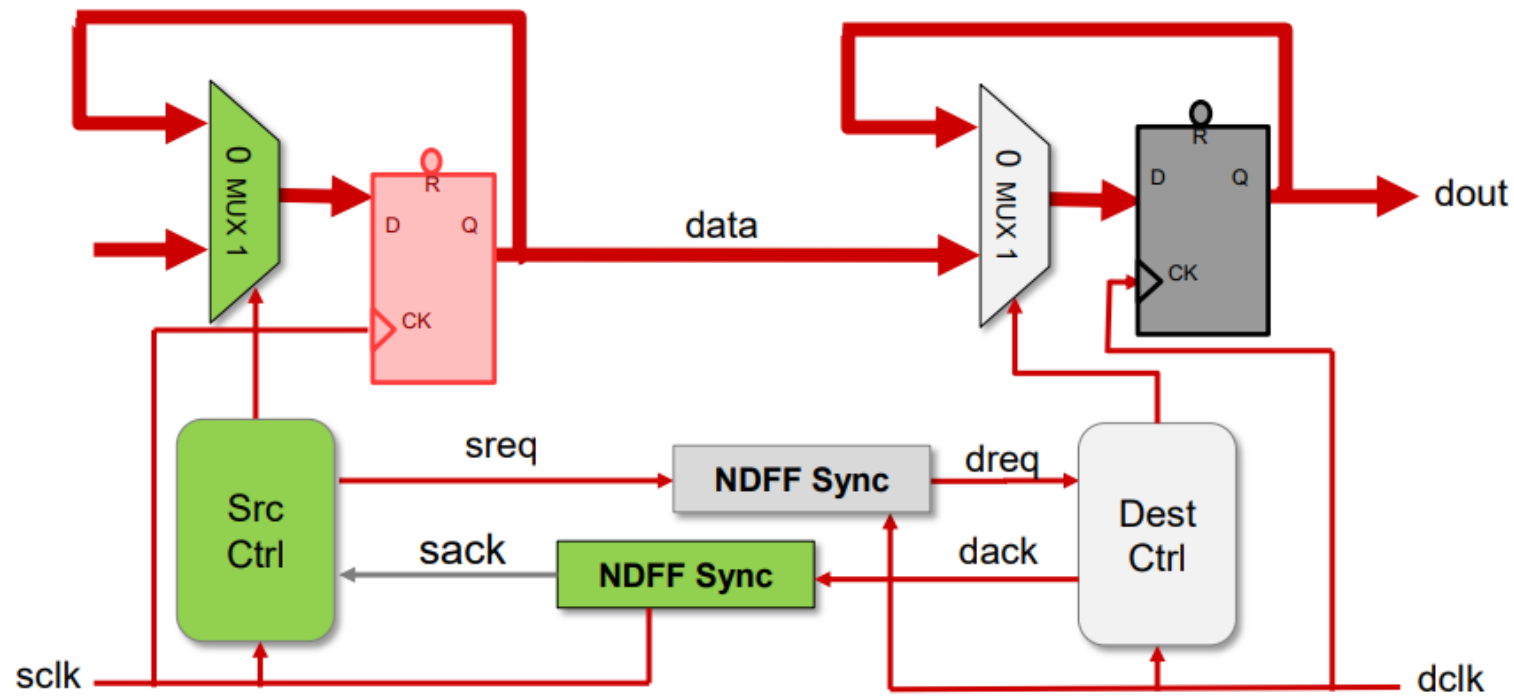 0 MUX 1
R
D
Q
CK
data
0 MUX 1
R
D
Q
CK
dout
Src
Ctrl
sreq
NDFF Sync
dreq
sack
NDFF Sync
dack
Dest
Ctrl
sclk
dclk